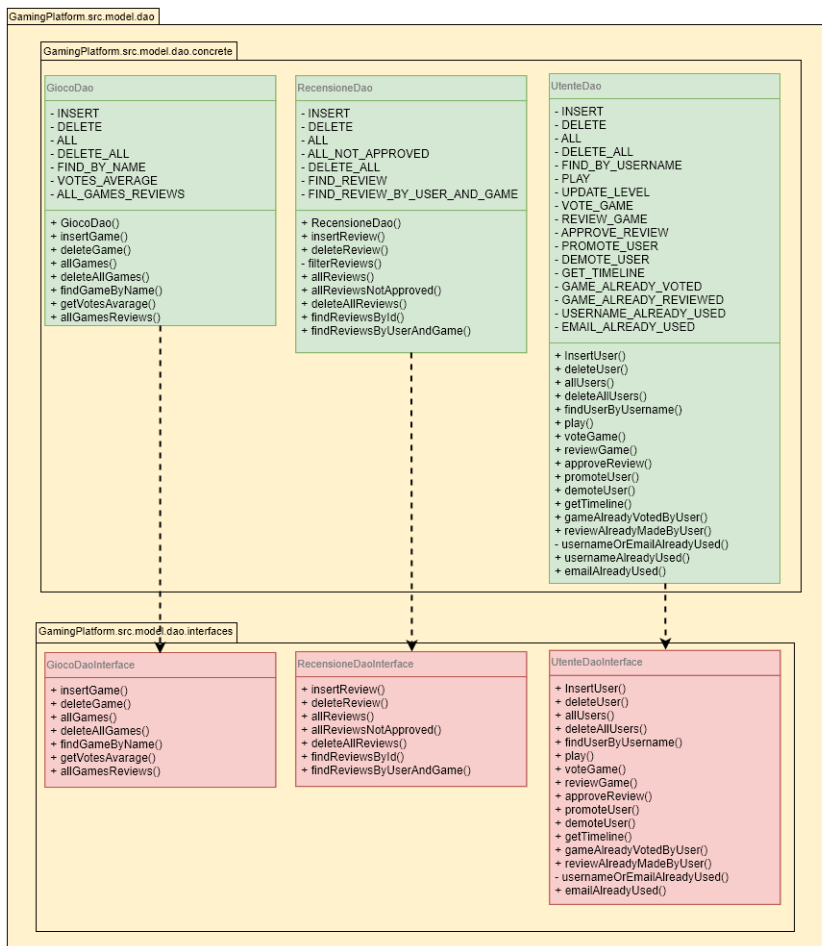 GamingPlatform.src.model.dao
GamingPlatform.src.model.dao.concrete
GiocoDao
- INSERT
- DELETE
- ALL
- DELETE_ALL
- FIND_BY_NAME
- VOTES_AVERAGE
- ALL_GAMES_REVIEWS
+ GiocoDao()
+ insertGame()
+ deleteGame()
+ allGames()
+ deleteAllGames()
+ findGameByName()
+ getVotesAvarage()
+ allGamesReviews()
RecensioneDao
- INSERT
- DELETE
- ALL
- ALL_NOT_APPROVED
- DELETE_ALL
- FIND_REVIEW
- FIND_REVIEW_BY_USER_AND_GAME
+ RecensioneDao()
+ insertReview()
+ deleteReview()
- filterReviews()
+ allReviews()
+ allReviewsNotApproved()
+ deleteAllReviews()
+ findReviewsById()
+ findReviewsByUserAndGame()
UtenteDao
- INSERT
- DELETE
- ALL
- DELETE_ALL
- FIND_BY_USERNAME
- PLAY
- UPDATE_LEVEL
- VOTE_GAME
- REVIEW_GAME
- APPROVE_REVIEW
- PROMOTE_USER
- DEMOTE_USER
- GET_TIMELINE
- GAME_ALREADY_VOTED
- GAME_ALREADY_REVIEWED
- USERNAME_ALREADY_USED
- EMAIL_ALREADY_USED
+ InsertUser()
+ deleteUser()
+ allUsers()
+ deleteAllUsers()
+ findUserByUsername()
+ play()
+ voteGame()
+ reviewGame()
+ approveReview()
+ promoteUser()
+ demoteUser()
+ getTimeline()
+ gameAlreadyVotedByUser()
+ reviewAlreadyMadeByUser()
- usernameOrEmailAlreadyUsed()
+ usernameAlreadyUsed()
+ emailAlreadyUsed()
GamingPlatform.src.model.dao.interfaces
GiocoDaoInterface
+ insertGame()
+ deleteGame()
+ allGames()
+ deleteAllGames()
+ findGameByName()
+ getVotesAvarage()
+ allGamesReviews()
RecensioneDaoInterface
+ insertReview()
+ deleteReview()
+ allReviews()
+ allReviewsNotApproved()
+ deleteAllReviews()
+ findReviewsById()
+ findReviewsByUserAndGame()
UtenteDaoInterface
+ InsertUser()
+ deleteUser()
+ allUsers()
+ deleteAllUsers()
+ findUserByUsername()
+ play()
+ voteGame()
+ reviewGame()
+ approveReview()
+ promoteUser()
+ demoteUser()
+ getTimeline()
+ gameAlreadyVotedByUser()
+ reviewAlreadyMadeByUser()
- usernameOrEmailAlreadyUsed()
+ emailAlreadyUsed()